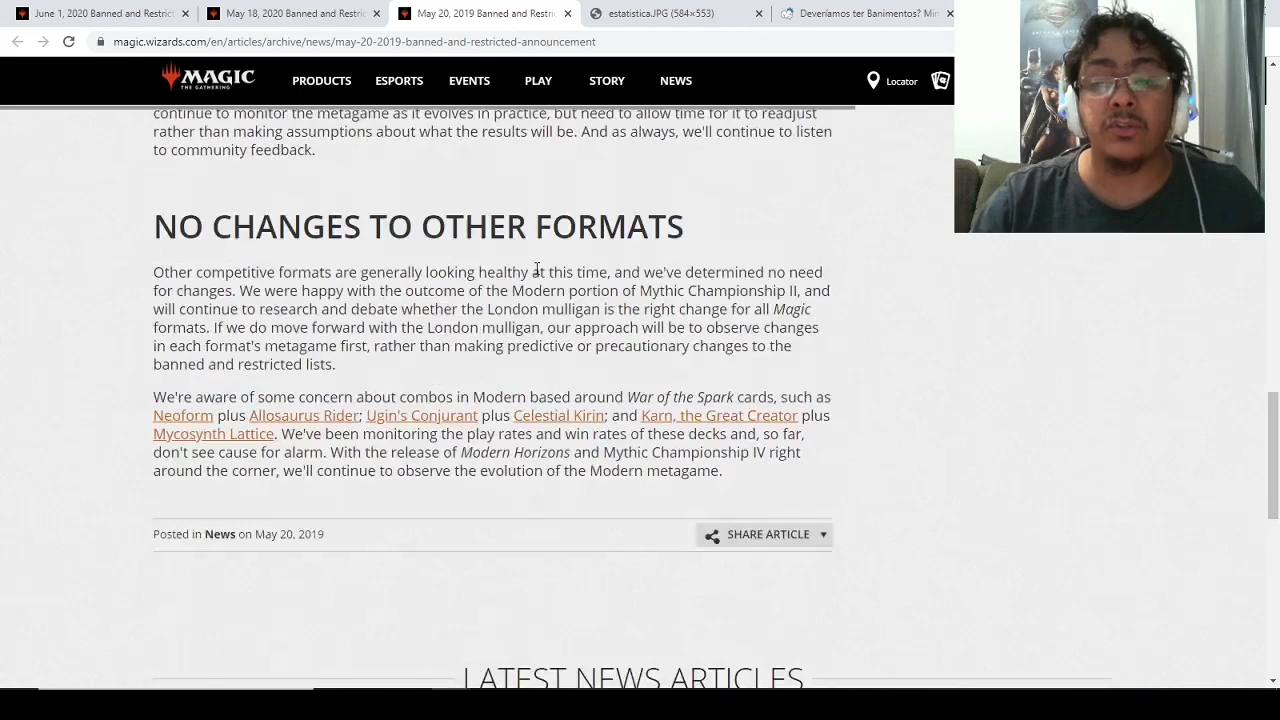 June 1, 2020 Banned and Restric
May 18, 2020 Banned and Restric
May 20, 2019 Banned and Restric
estatistica.JPG (584×553)
Deveríamos ter Banimentos? Min
magic.wizards.com/en/articles/archive/news/may-20-2019-banned-and-restricted-announcement
MAGIC
THE GATHERING
PRODUCTS
ESPORTS
EVENTS
PLAY
STORY
NEWS
Locator
continue to monitor the metagame as it evolves in practice, but need to allow time for it to readjust
rather than making assumptions about what the results will be. And as always, we'll continue to listen
to community feedback.
NO CHANGES TO OTHER FORMATS
Other competitive formats are generally looking healthy at this time, and we've determined no need
for changes. We were happy with the outcome of the Modern portion of Mythic Championship II, and
will continue to research and debate whether the London mulligan is the right change for all Magic
formats. If we do move forward with the London mulligan, our approach will be to observe changes
in each format's metagame first, rather than making predictive or precautionary changes to the
banned and restricted lists.
We're aware of some concern about combos in Modern based around War of the Spark cards, such as
Neoform plus Allosaurus Rider; Ugin's Conjurant plus Celestial Kirin; and Karn, the Great Creator plus
Mycosynth Lattice. We've been monitoring the play rates and win rates of these decks and, so far,
don't see cause for alarm. With the release of Modern Horizons and Mythic Championship IV right
around the corner, we'll continue to observe the evolution of the Modern metagame.
Posted in News on May 20, 2019
SHARE ARTICLE
LATEST NEWS ARTICLES